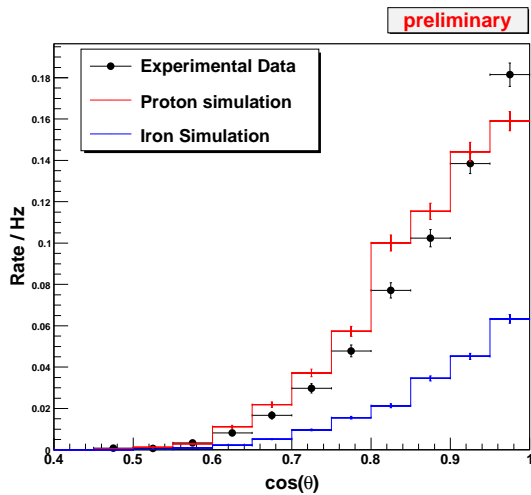 preliminary
Experimental Data
Proton simulation
Iron Simulation
Rate / Hz
0.18
0.16
0.14
0.12
0.1
0.08
0.06
0.04
0.02
0
0.4 0.5 0.6 0.7 0.8 0.9 1
cos(θ)